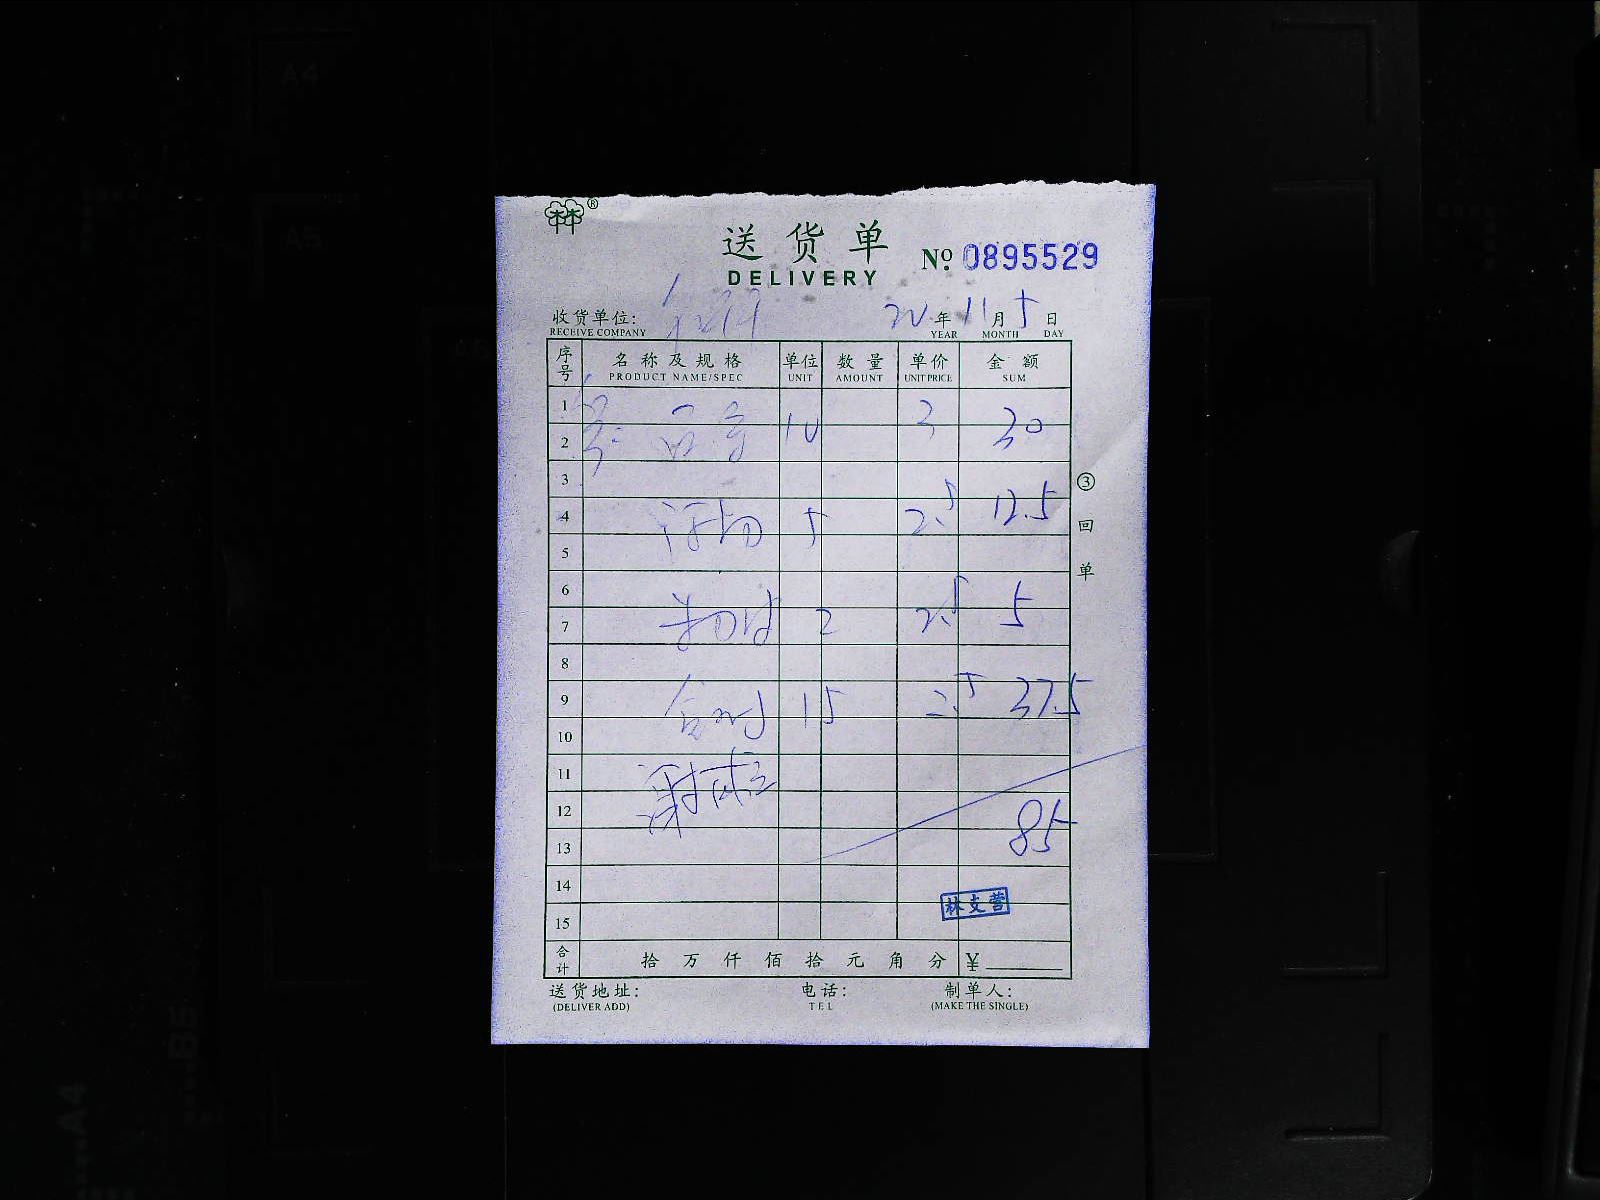 林®
送货单 № 0895529
DELIVERY
收货单位: 年 11 月 5 日
RECEIVE COMPANY YEAR MONTH DAY
序号 名称及规格 单位 数量 单价 金额
PRODUCT NAME/SPEC UNIT AMOUNT UNIT PRICE SUM
1
2 10 3 30
3
4 5 2.5 12.5
5
6
7 2 2.5 5
8
9 15 2.5 37.5
10
11
12 85
13
14
林支营
15
合计 拾 万 仟 佰 拾 元 角 分 ¥
送货地址: 电话: 制单人:
(DELIVER ADD) TEL (MAKE THE SINGLE)
③回单